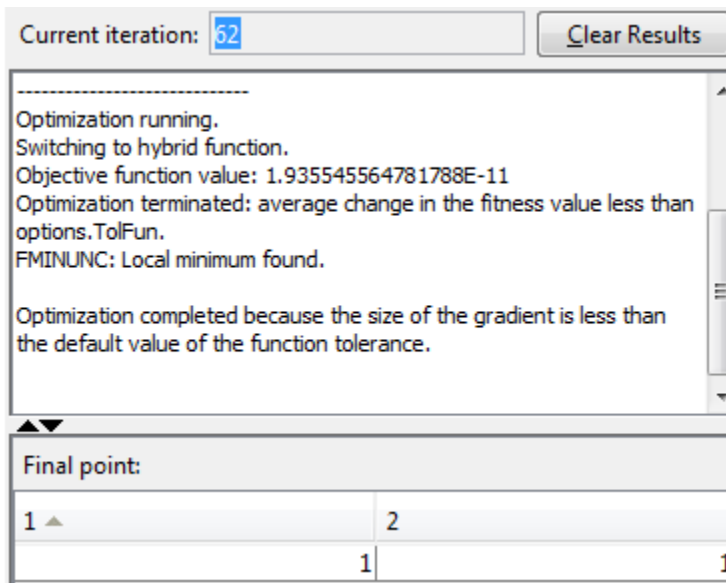 Current iteration: 62 Clear Results
------------------------------
Optimization running.
Switching to hybrid function.
Objective function value: 1.935545564781788E-11
Optimization terminated: average change in the fitness value less than
options.TolFun.
FMINUNC: Local minimum found.
Optimization completed because the size of the gradient is less than
the default value of the function tolerance.
Final point:
1 2
1 1